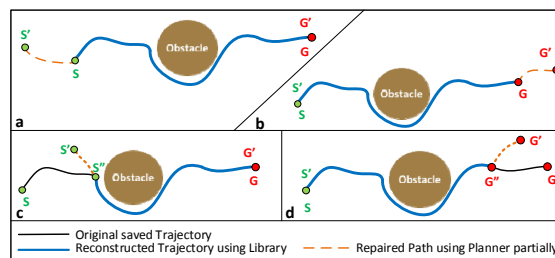 S'
S
Obstacle
G'
G
a
S'
S
Obstacle
G
G'
b
S'
S"
S
Obstacle
G'
G
c
S'
S
Obstacle
G'
G"
G
d
Original saved Trajectory
Reconstructed Trajectory using Library
Repaired Path using Planner partially